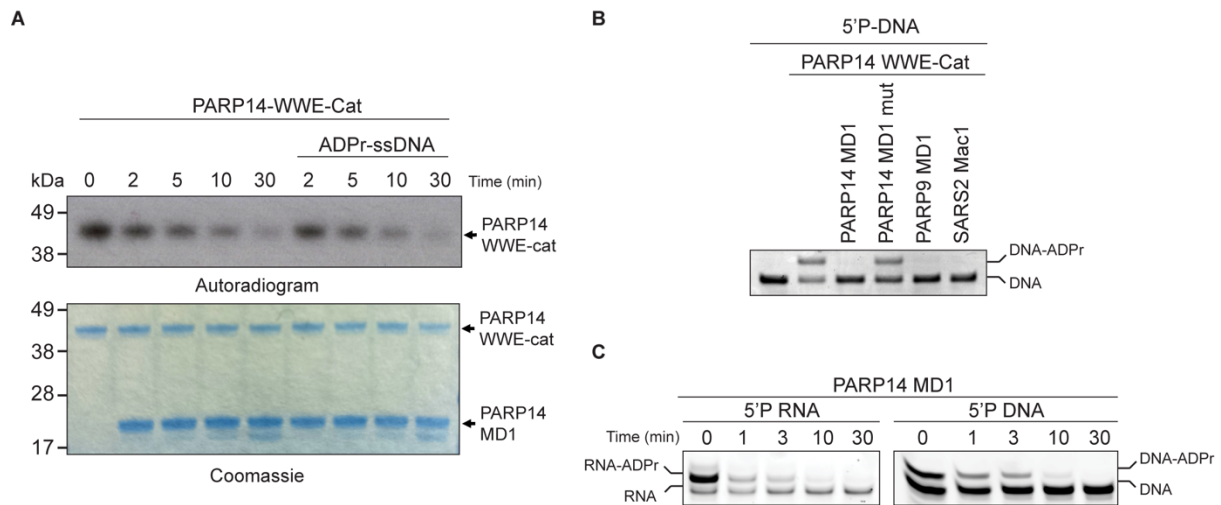 A
PARP14-WWE-Cat
ADPr-ssDNA
kDa 0 2 5 10 30 2 5 10 30 Time (min)
49
38
PARP14
WWE-cat
Autoradiogram
49
38
28
17
PARP14
WWE-cat
PARP14
MD1
Coomassie
B
5'P-DNA
PARP14 WWE-Cat
PARP14 MD1
PARP14 MD1 mut
PARP9 MD1
SARS2 Mac1
DNA-ADPr
DNA
C
PARP14 MD1
5'P RNA 5'P DNA
Time (min) 0 1 3 10 30 0 1 3 10 30
RNA-ADPr
RNA
DNA-ADPr
DNA